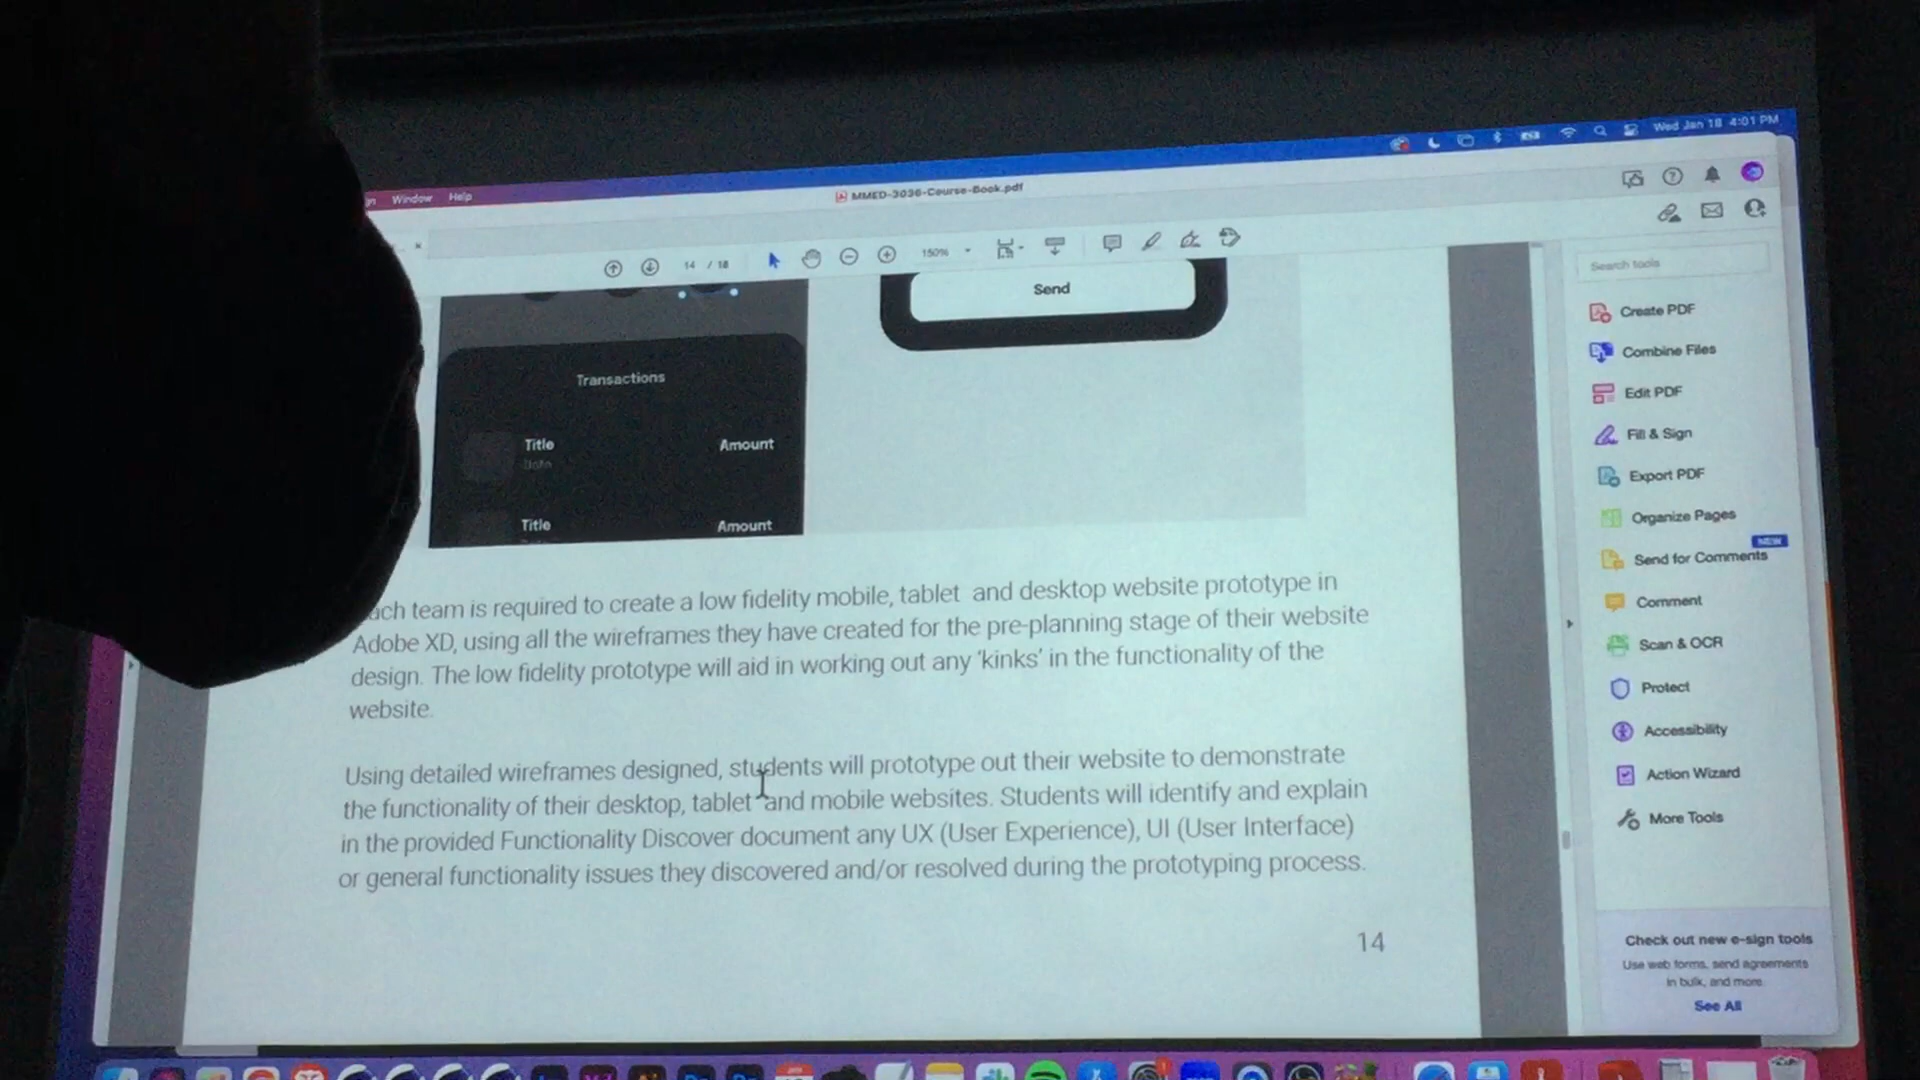 Window Help
MMED-3036-Course-Book.pdf
Wed Jan 18 4:01 PM
14 / 18
150%
Search tools
Send
Create PDF
Combine Files
Edit PDF
Fill & Sign
Export PDF
Organize Pages
NEW
Send for Comments
Comment
Scan & OCR
Protect
Accessibility
Action Wizard
More Tools
Check out new e-sign tools
Use web forms, send agreements
in bulk, and more
See All
Transactions
Title Amount
Date
Title Amount
team is required to create a low fidelity mobile, tablet and desktop website prototype in
Adobe XD, using all the wireframes they have created for the pre-planning stage of their website
design. The low fidelity prototype will aid in working out any 'kinks' in the functionality of the
website.
Using detailed wireframes designed, students will prototype out their website to demonstrate
the functionality of their desktop, tablet and mobile websites. Students will identify and explain
in the provided Functionality Discover document any UX (User Experience), UI (User Interface)
or general functionality issues they discovered and/or resolved during the prototyping process.
14